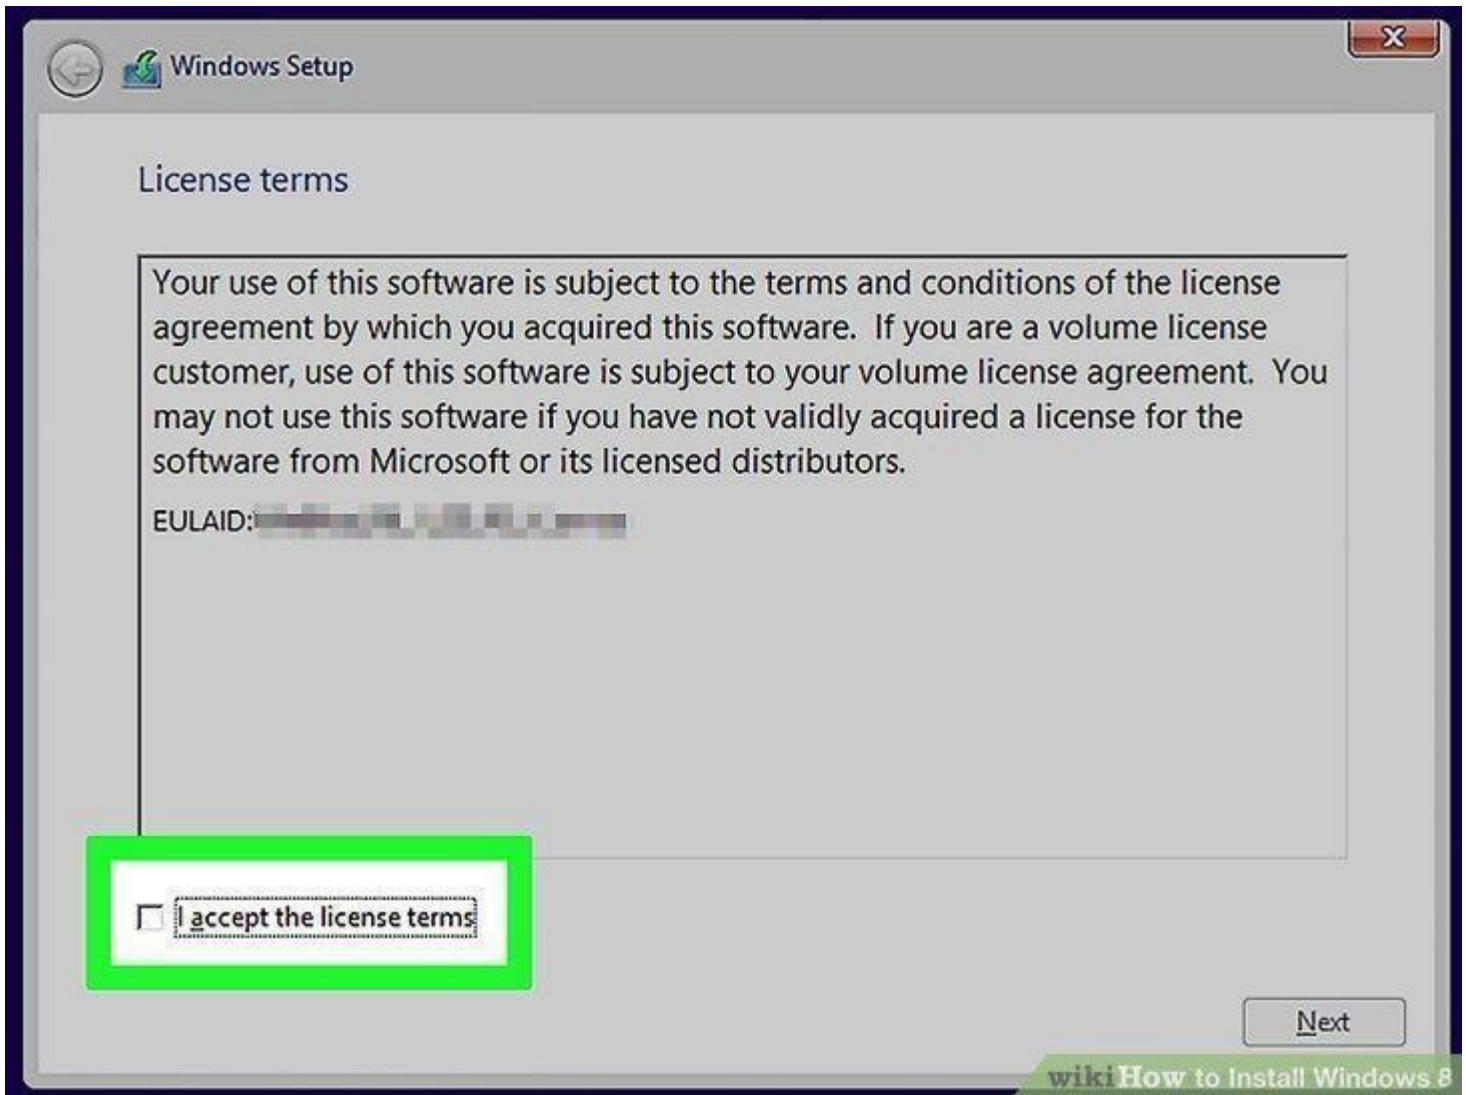 Windows Setup
License terms
Your use of this software is subject to the terms and conditions of the license
agreement by which you acquired this software.  If you are a volume license
customer, use of this software is subject to your volume license agreement.  You
may not use this software if you have not validly acquired a license for the
software from Microsoft or its licensed distributors.
EULAID:
I accept the license terms
Next
wikiHow to Install Windows 8